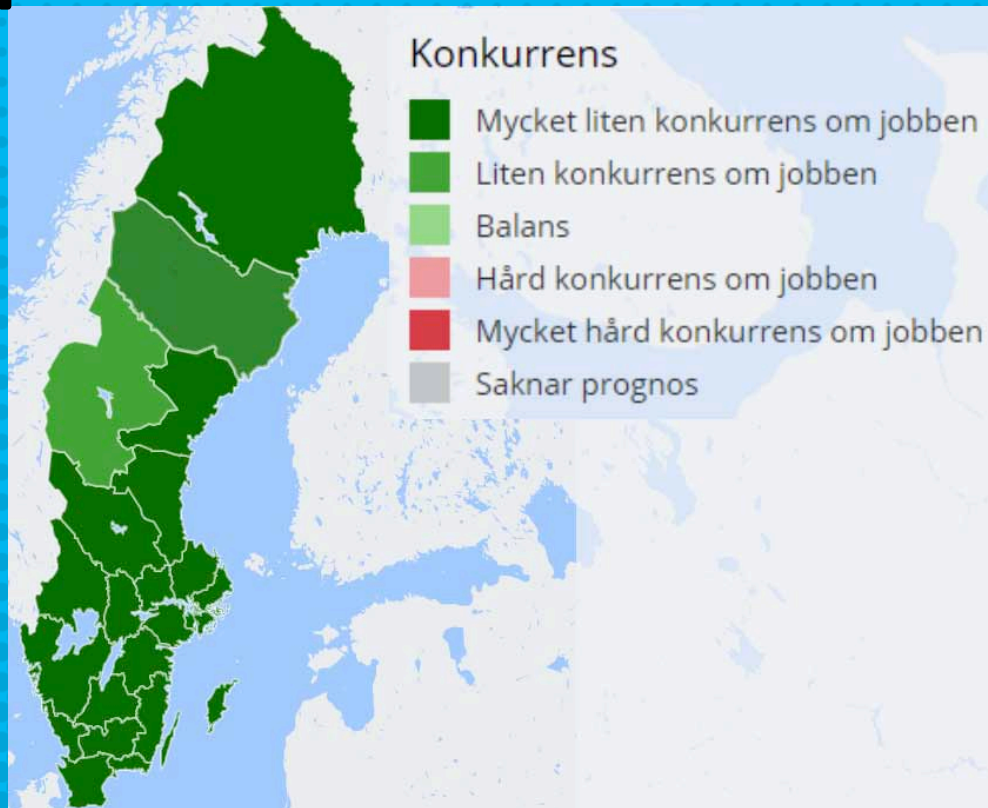 Konkurrens
Mycket liten konkurrens om jobben
Liten konkurrens om jobben
Balans
Hård konkurrens om jobben
Mycket hård konkurrens om jobben
Saknar prognos